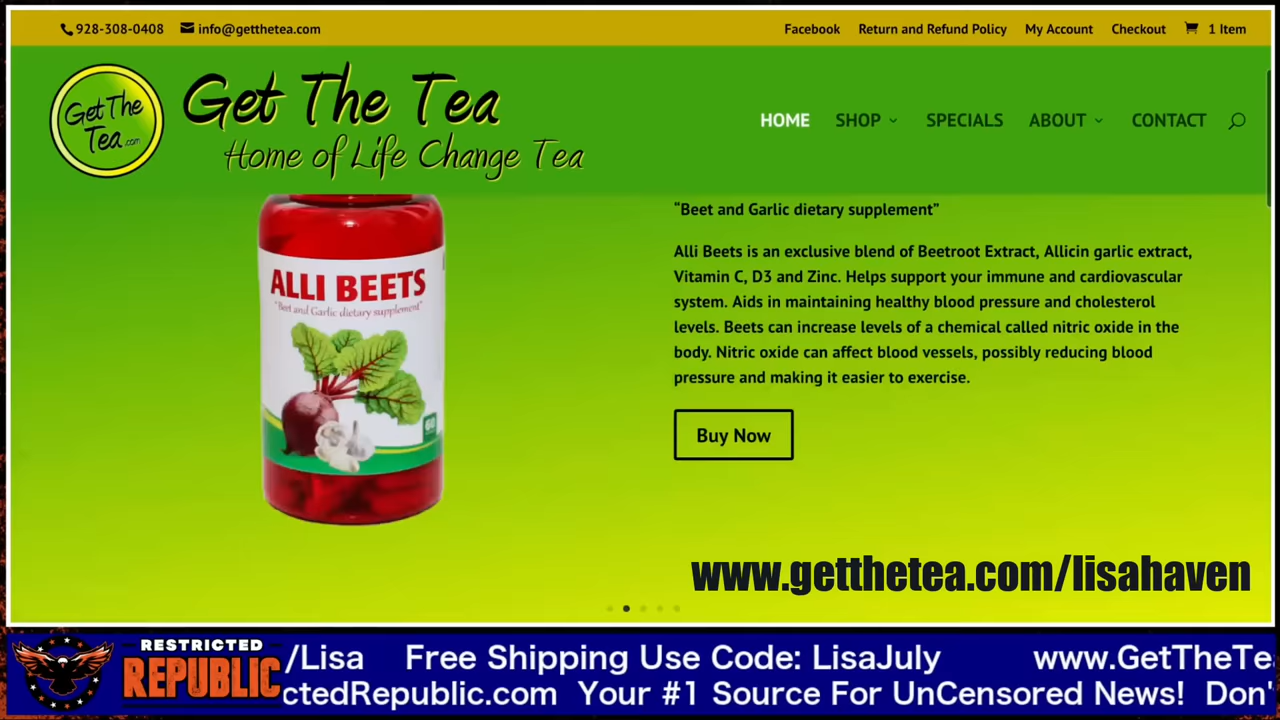 928-308-0408 info@getthetea.com Facebook Return and Refund Policy My Account Checkout 1 Item
Get The Tea
Home of Life Change Tea
Get The
Tea.com
HOME SHOP SPECIALS ABOUT CONTACT
ALLI BEETS
"Beet and Garlic dietary supplement"
60
“Beet and Garlic dietary supplement”
Alli Beets is an exclusive blend of Beetroot Extract, Allicin garlic extract,
Vitamin C, D3 and Zinc. Helps support your immune and cardiovascular
system. Aids in maintaining healthy blood pressure and cholesterol
levels. Beets can increase levels of a chemical called nitric oxide in the
body. Nitric oxide can affect blood vessels, possibly reducing blood
pressure and making it easier to exercise.
Buy Now
www.getthetea.com/lisahaven
RESTRICTED
REPUBLIC
/Lisa Free Shipping Use Code: LisaJuly www.GetTheTe
ctedRepublic.com Your #1 Source For UnCensored News! Don'